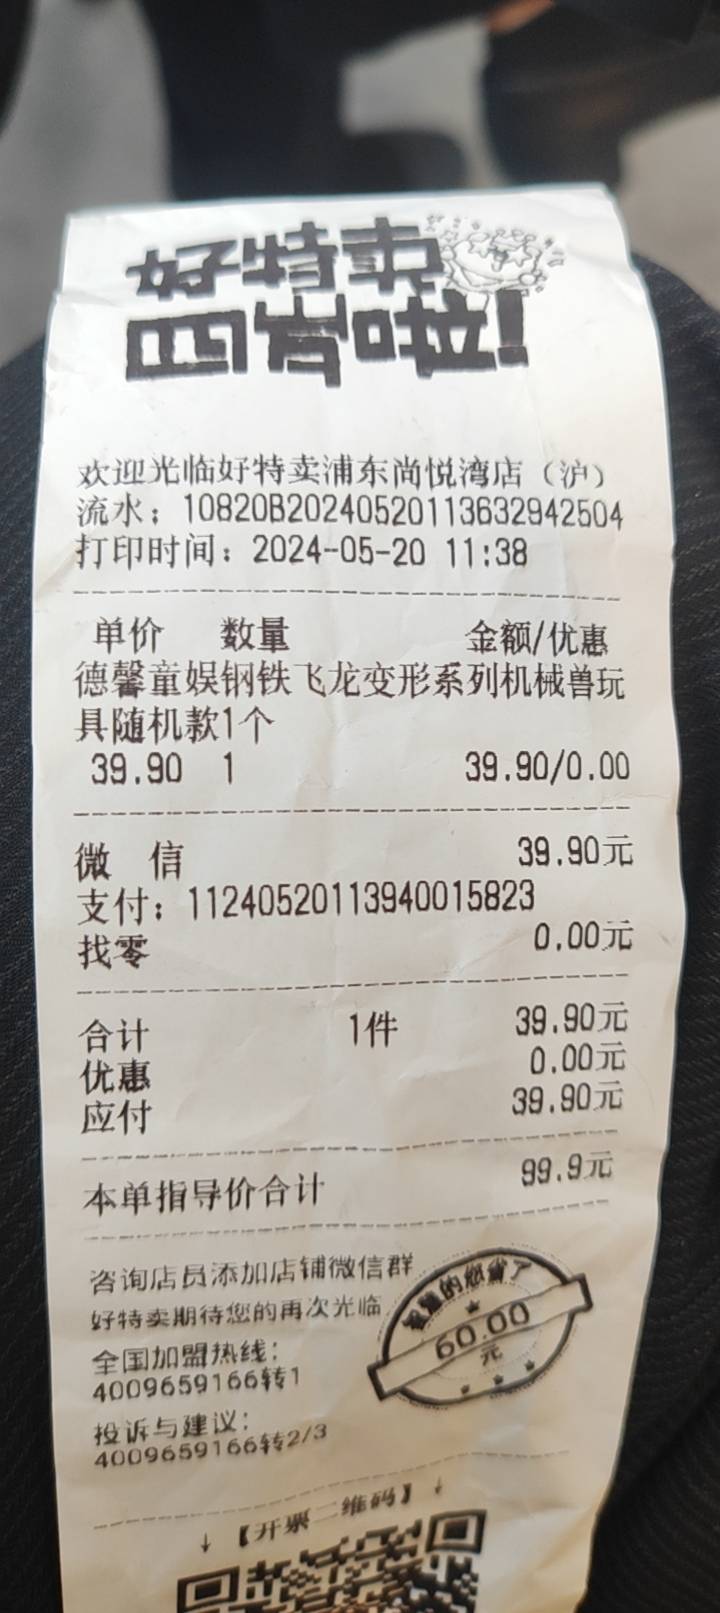 好特卖
欢迎光临好特卖浦东尚悦湾店（沪）
流水：10820B20240520113632942504
打印时间：2024-05-20 11:38
单价 数量 金额/优惠
德馨童娱钢铁飞龙变形系列机械兽玩
具随机款1个
39.90 1 39.90/0.00
微 信 39.90元
支付：11240520113940015823
找零 0.00元
合计 1件 39.90元
优惠 0.00元
应付 39.90元
本单指导价合计 99.9元
咨询店员添加店铺微信群
好特卖期待您的再次光临
全国加盟热线：
4009659166转1
投诉与建议：
4009659166转2/3
的您省了
60.00
元
↓【开票二维码】↓